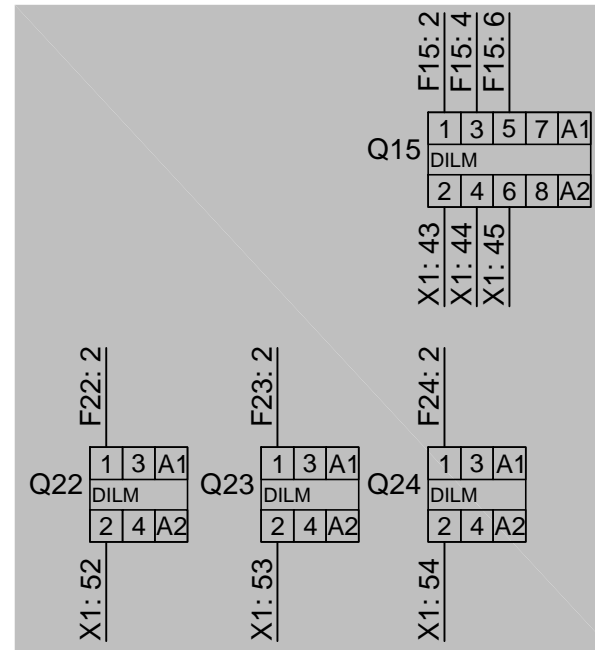 F15: 2
F15: 4
F15: 6
Q15
1 3 5 7 A1
DILM
2 4 6 8 A2
X1: 43
X1: 44
X1: 45
F22: 2
Q22
1 3 A1
DILM
2 4 A2
X1: 52
F23: 2
Q23
1 3 A1
DILM
2 4 A2
X1: 53
F24: 2
Q24
1 3 A1
DILM
2 4 A2
X1: 54